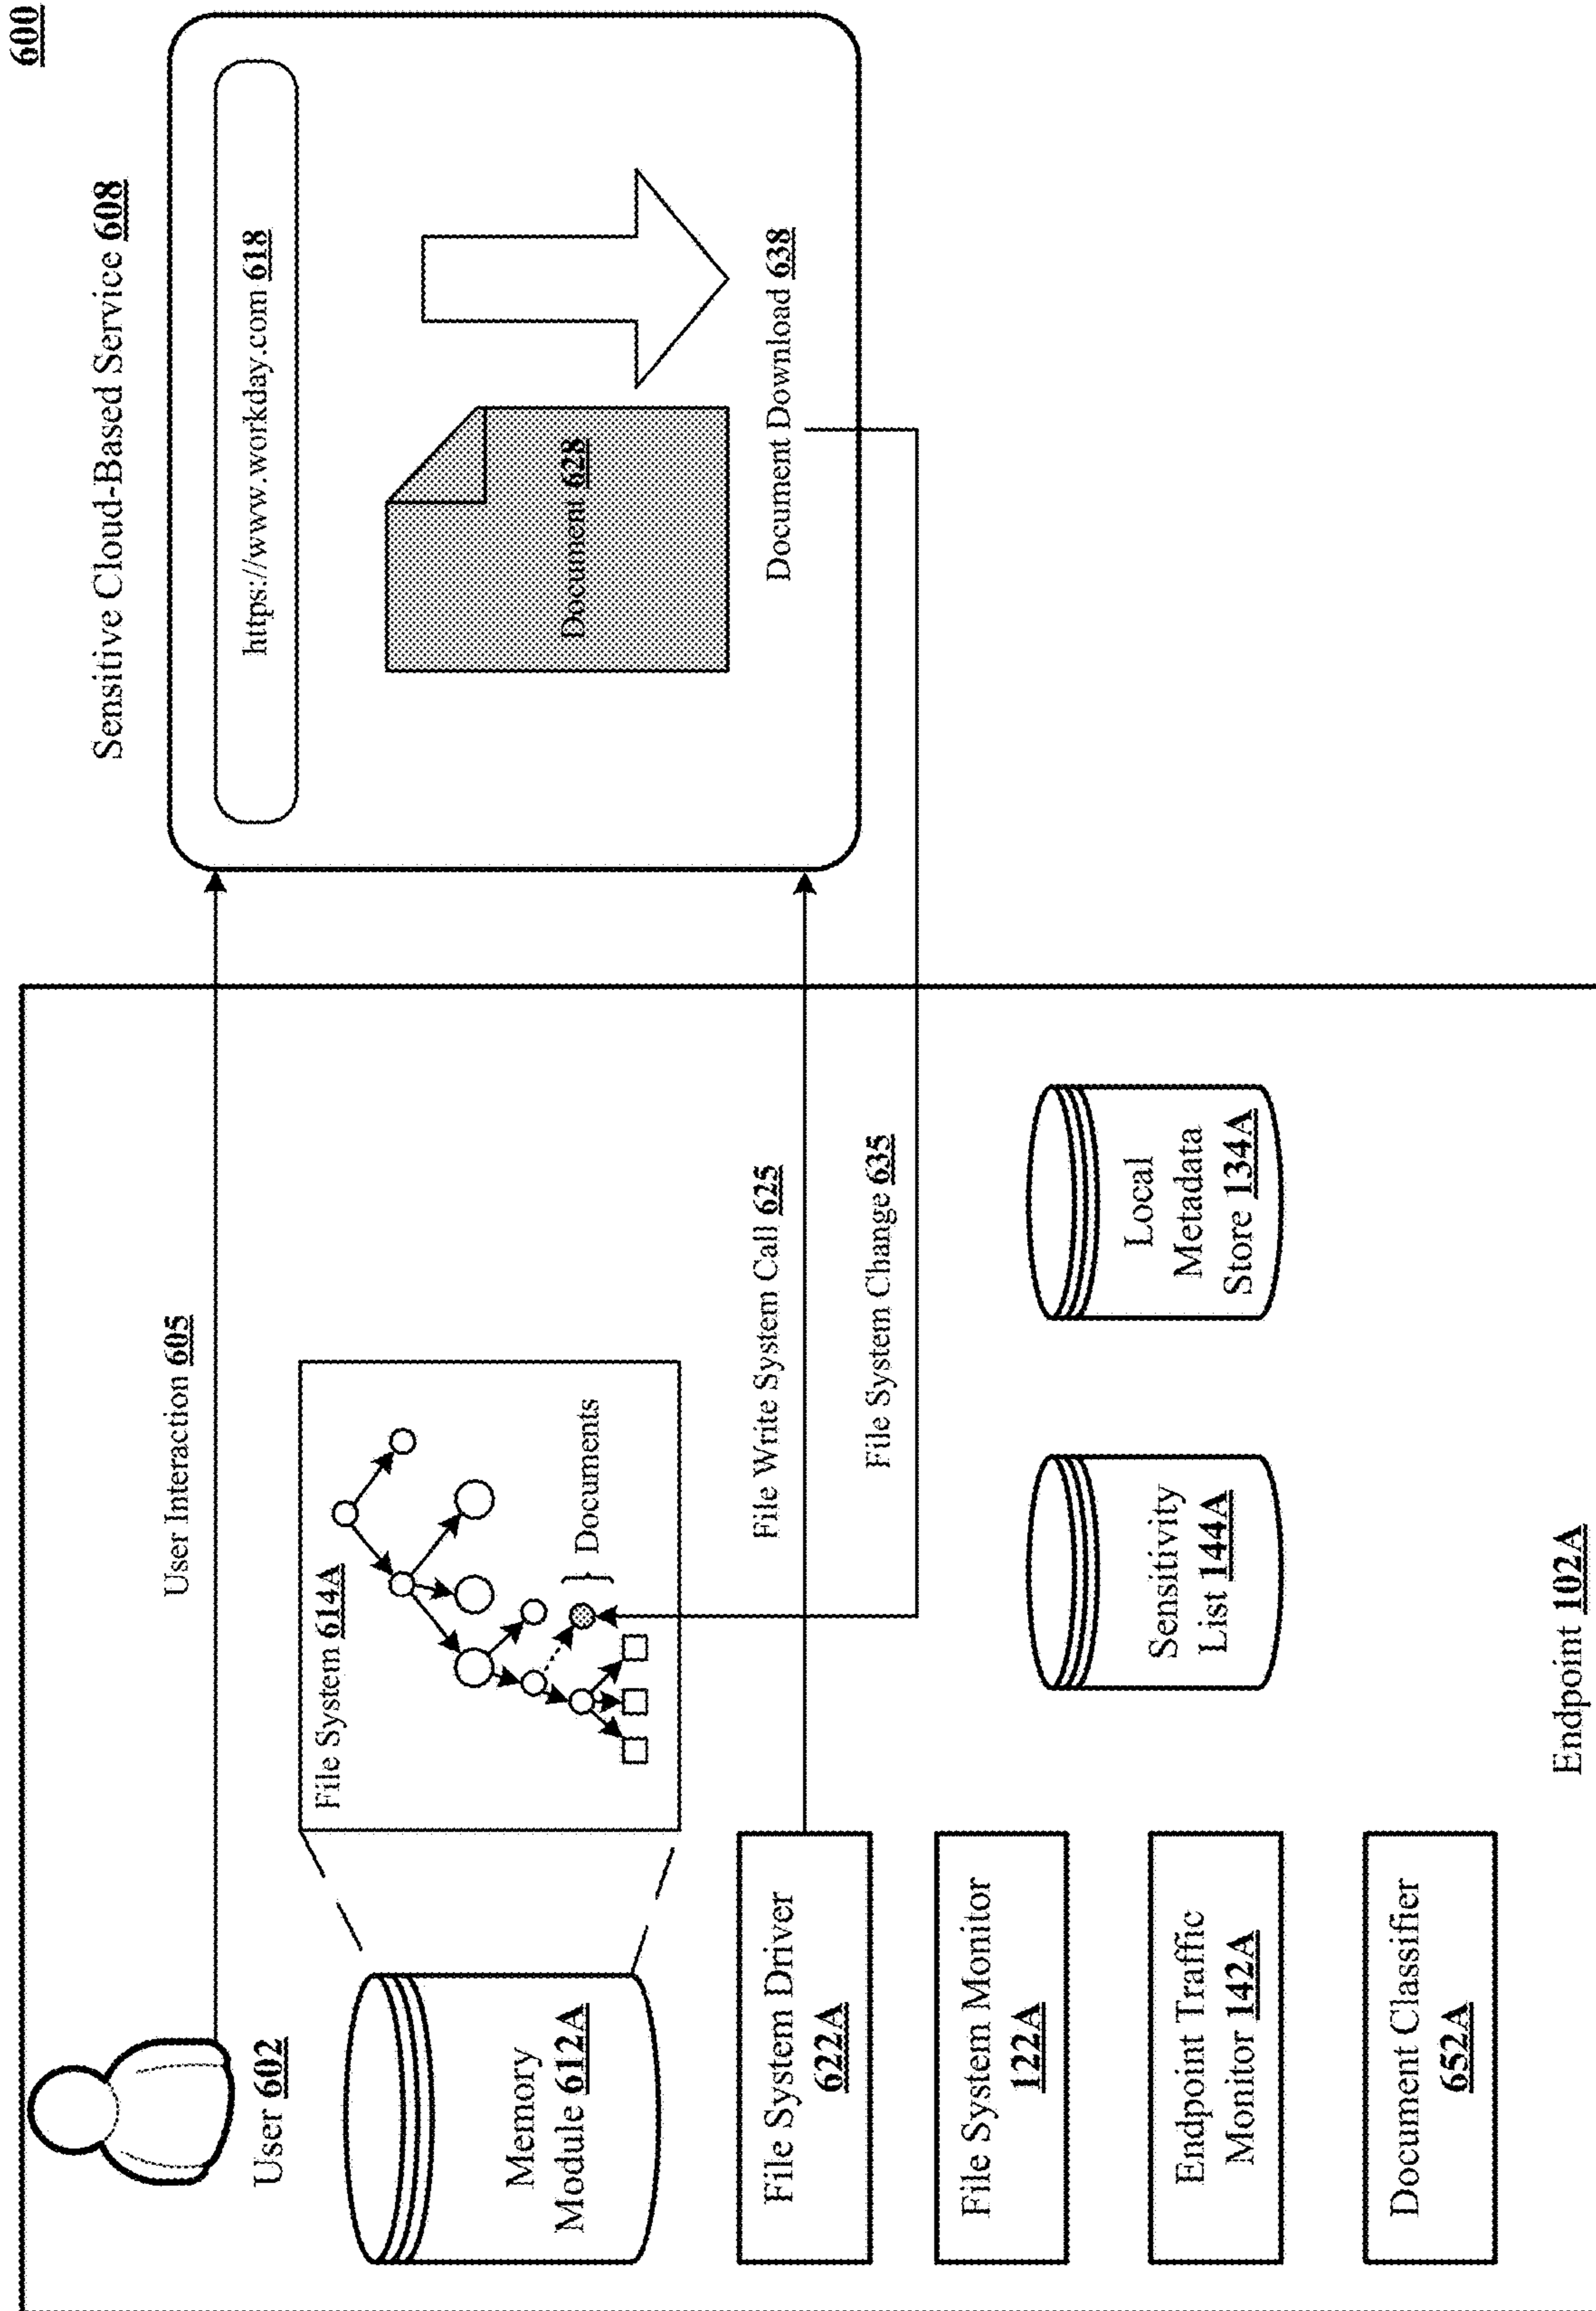 600
Sensitive Cloud-Based Service 608
https://www.workday.com 618
Document 628
Document Download 638
User Interaction 605
User 602
File System 614A
Documents
Memory
Module 612A
File Write System Call 625
File System Change 635
File System Driver
622A
File System Monitor
122A
Endpoint Traffic
Monitor 142A
Document Classifier
652A
Sensitivity
List 144A
Local
Metadata
Store 134A
Endpoint 102A